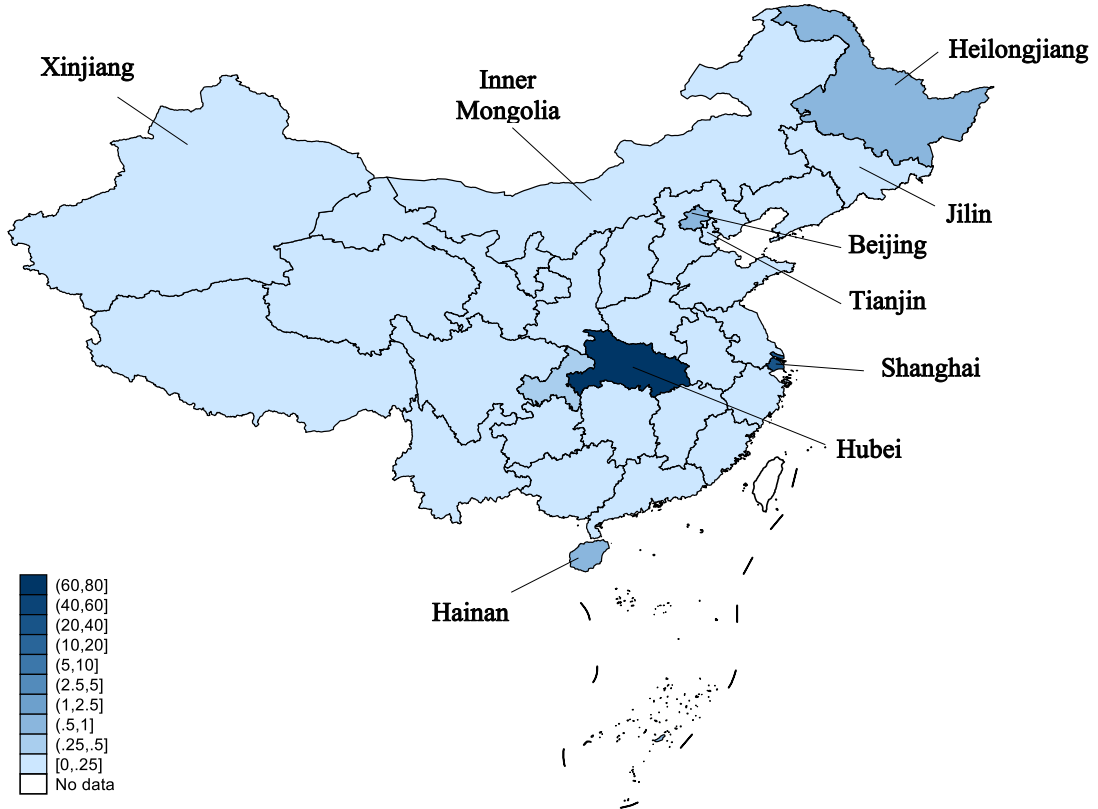 Heilongjiang
Xinjiang
Inner
Mongolia
Jilin
Beijing
Tianjin
Shanghai
Hubei
Hainan
(60,80]
(40,60]
(20,40]
(10,20]
(5,10]
(2.5,5]
(1,2.5]
(.5,1]
(.25,.5]
[0,.25]
No data